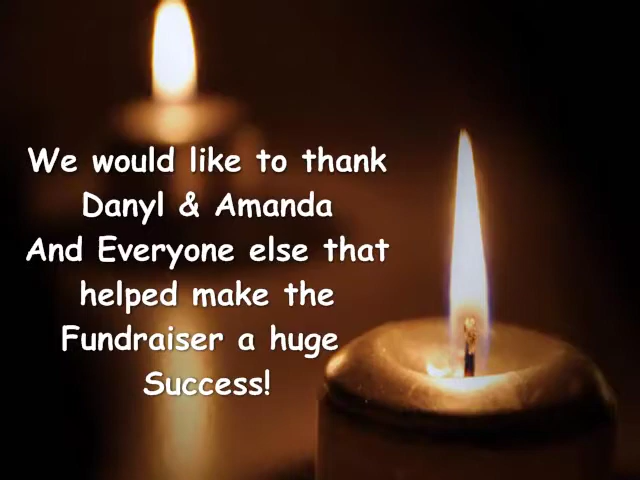 We would like to thank
Danyl & Amanda
And Everyone else that
helped make the
Fundraiser a huge
Success!